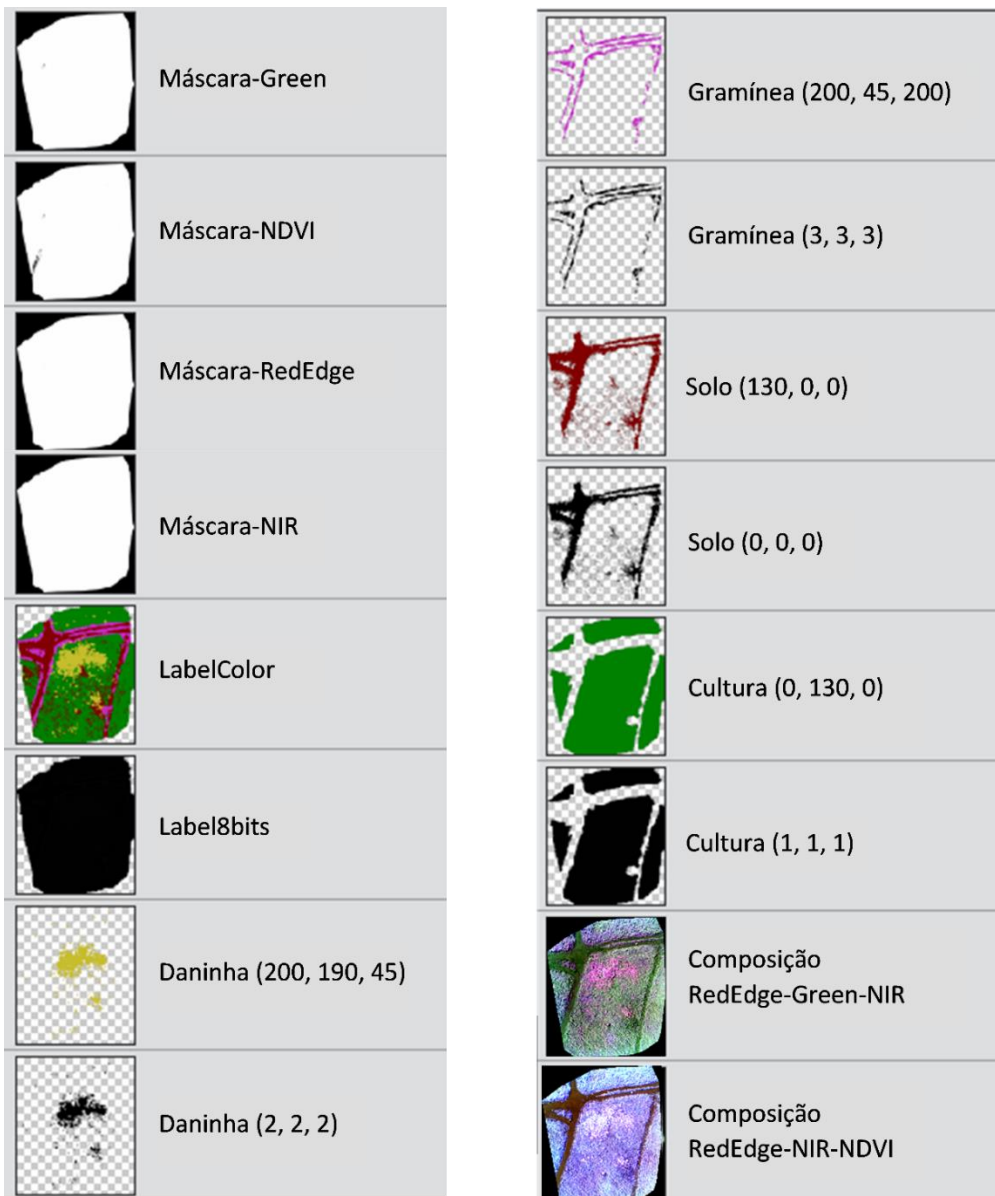 Máscara-Green
Máscara-NDVI
Máscara-RedEdge
Máscara-NIR
LabelColor
Label8bits
Daninha (200, 190, 45)
Daninha (2, 2, 2)
Gramínea (200, 45, 200)
Gramínea (3, 3, 3)
Solo (130, 0, 0)
Solo (0, 0, 0)
Cultura (0, 130, 0)
Cultura (1, 1, 1)
Composição
RedEdge-Green-NIR
Composição
RedEdge-NIR-NDVI